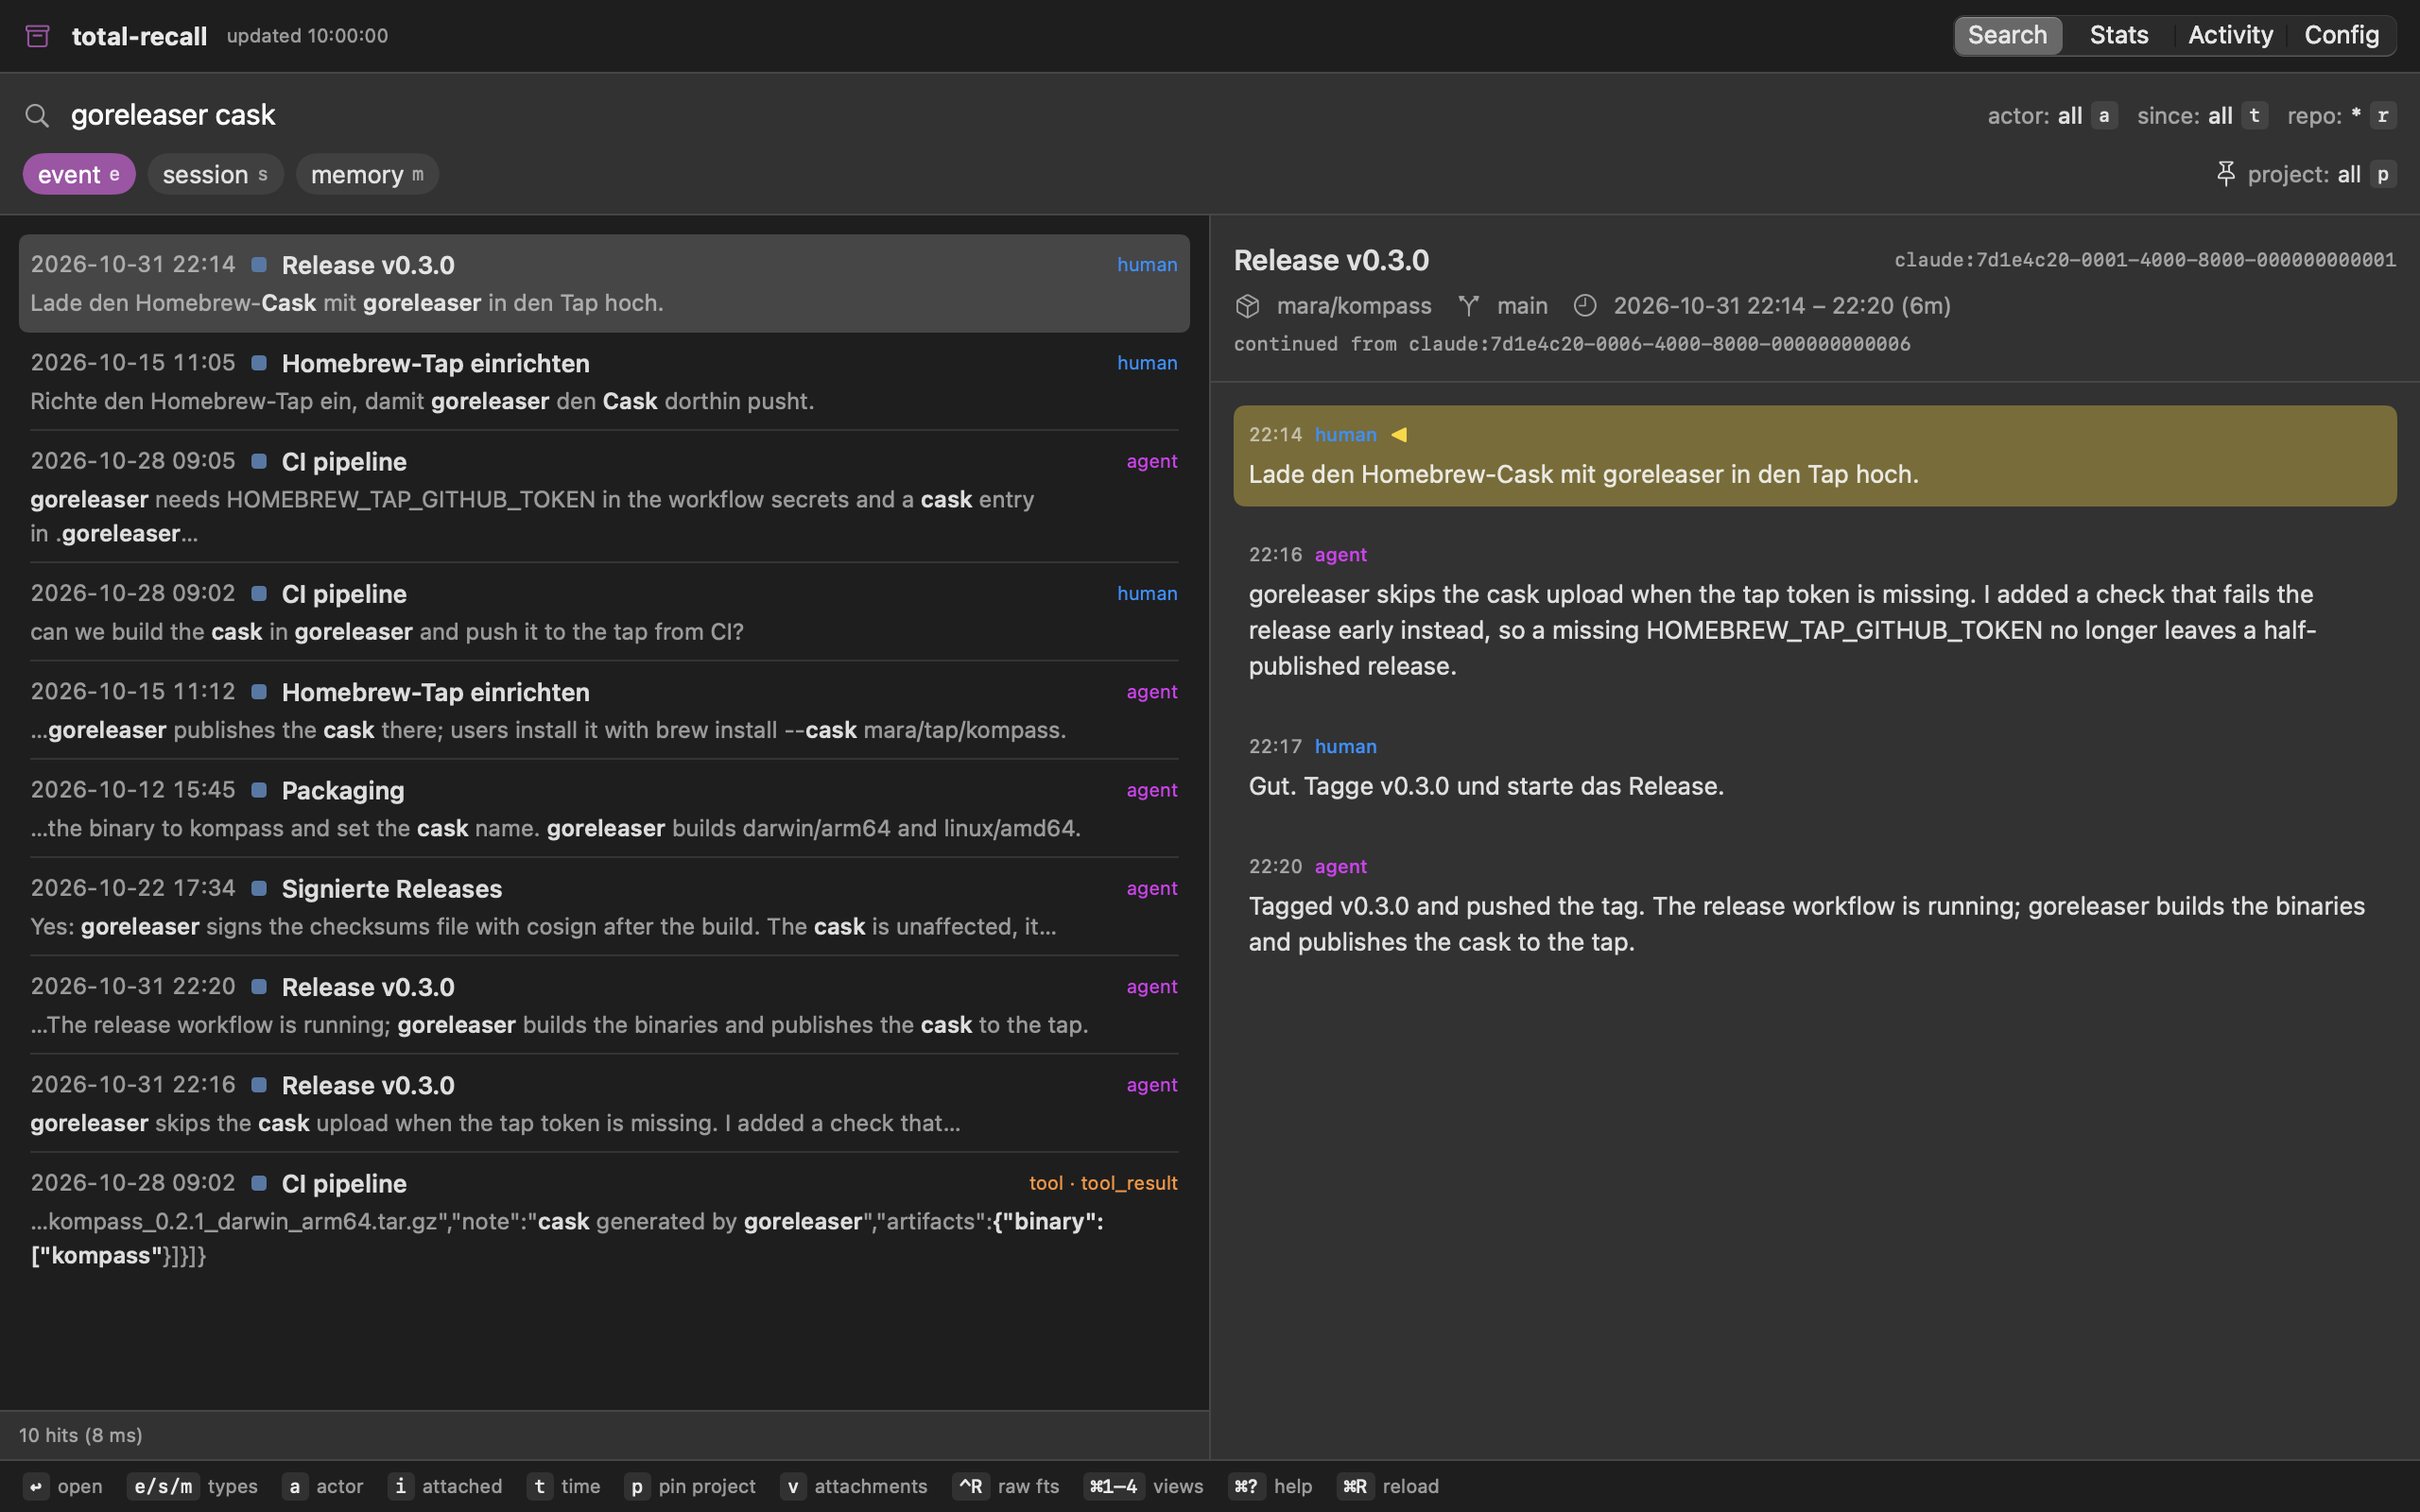 total-recall updated 10:00:00 Search Stats Activity Config
goreleaser cask actor: all a since: all t repo: * r
event e session s memory m project: all p
2026-10-31 22:14 Release v0.3.0 human
Lade den Homebrew-Cask mit goreleaser in den Tap hoch.
2026-10-15 11:05 Homebrew-Tap einrichten human
Richte den Homebrew-Tap ein, damit goreleaser den Cask dorthin pusht.
2026-10-28 09:05 CI pipeline agent
goreleaser needs HOMEBREW_TAP_GITHUB_TOKEN in the workflow secrets and a cask entry
in .goreleaser…
2026-10-28 09:02 CI pipeline human
can we build the cask in goreleaser and push it to the tap from CI?
2026-10-15 11:12 Homebrew-Tap einrichten agent
…goreleaser publishes the cask there; users install it with brew install --cask mara/tap/kompass.
2026-10-12 15:45 Packaging agent
…the binary to kompass and set the cask name. goreleaser builds darwin/arm64 and linux/amd64.
2026-10-22 17:34 Signierte Releases agent
Yes: goreleaser signs the checksums file with cosign after the build. The cask is unaffected, it…
2026-10-31 22:20 Release v0.3.0 agent
…The release workflow is running; goreleaser builds the binaries and publishes the cask to the tap.
2026-10-31 22:16 Release v0.3.0 agent
goreleaser skips the cask upload when the tap token is missing. I added a check that…
2026-10-28 09:02 CI pipeline tool · tool_result
…kompass_0.2.1_darwin_arm64.tar.gz","note":"cask generated by goreleaser","artifacts":{"binary":
["kompass"}]}]}
10 hits (8 ms)
Release v0.3.0 claude:7d1e4c20-0001-4000-8000-000000000001
mara/kompass main 2026-10-31 22:14 – 22:20 (6m)
continued from claude:7d1e4c20-0006-4000-8000-000000000006
22:14 human ◀
Lade den Homebrew-Cask mit goreleaser in den Tap hoch.
22:16 agent
goreleaser skips the cask upload when the tap token is missing. I added a check that fails the
release early instead, so a missing HOMEBREW_TAP_GITHUB_TOKEN no longer leaves a half-
published release.
22:17 human
Gut. Tagge v0.3.0 und starte das Release.
22:20 agent
Tagged v0.3.0 and pushed the tag. The release workflow is running; goreleaser builds the binaries
and publishes the cask to the tap.
↩ open e/s/m types a actor i attached t time p pin project v attachments ^R raw fts ⌘1–4 views ⌘? help ⌘R reload